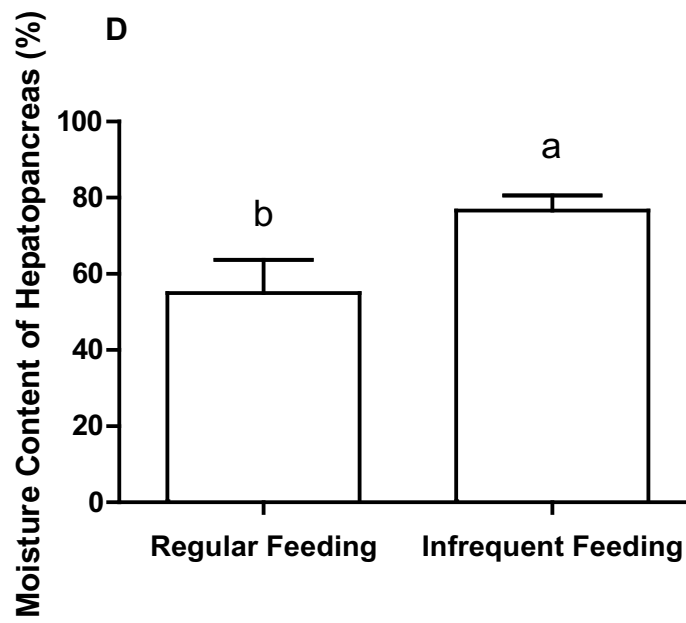 D
Moisture Content of Hepatopancreas (%)
100
80
60
40
20
0
b
a
Regular Feeding
Infrequent Feeding